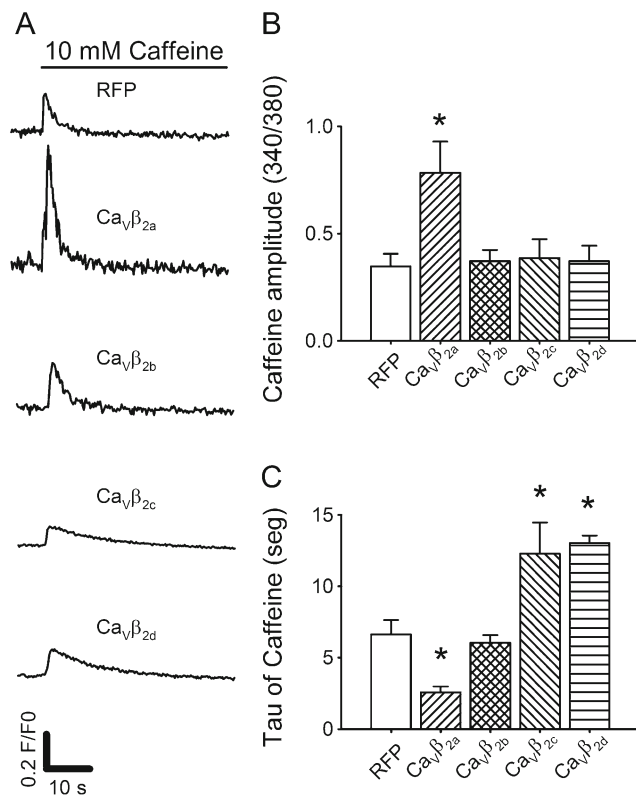 A
10 mM Caffeine
RFP
CaVβ2a
CaVβ2b
CaVβ2c
CaVβ2d
0.2 F/F0
10 s
B
Caffeine amplitude (340/380)
1.0
0.5
0.0
*
RFP
CaVβ2a
CaVβ2b
CaVβ2c
CaVβ2d
C
Tau of Caffeine (seg)
15
10
5
0
*
*
*
RFP
CaVβ2a
CaVβ2b
CaVβ2c
CaVβ2d